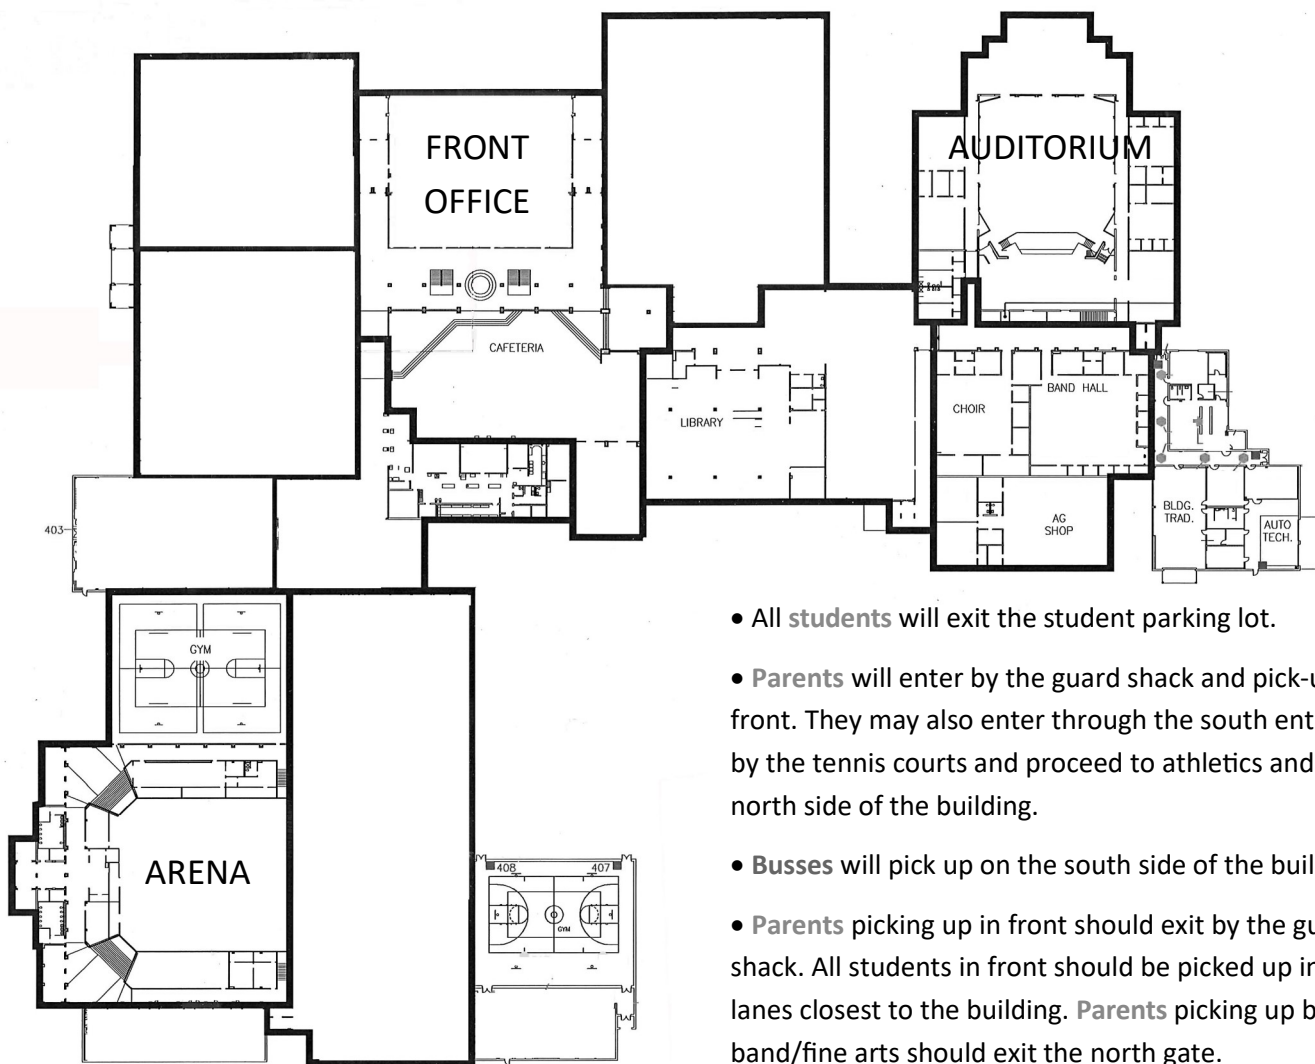 FRONT
OFFICE
AUDITORIUM
CAFETERIA
LIBRARY
CHOIR
BAND HALL
AG
SHOP
BLDG.
TRAD.
AUTO
TECH.
403
GYM
ARENA
408
407
GYM
• All students will exit the student parking lot.
• Parents will enter by the guard shack and pick-u
front. They may also enter through the south ent
by the tennis courts and proceed to athletics and
north side of the building.
• Busses will pick up on the south side of the buil
• Parents picking up in front should exit by the gu
shack. All students in front should be picked up in
lanes closest to the building. Parents picking up b
band/fine arts should exit the north gate.